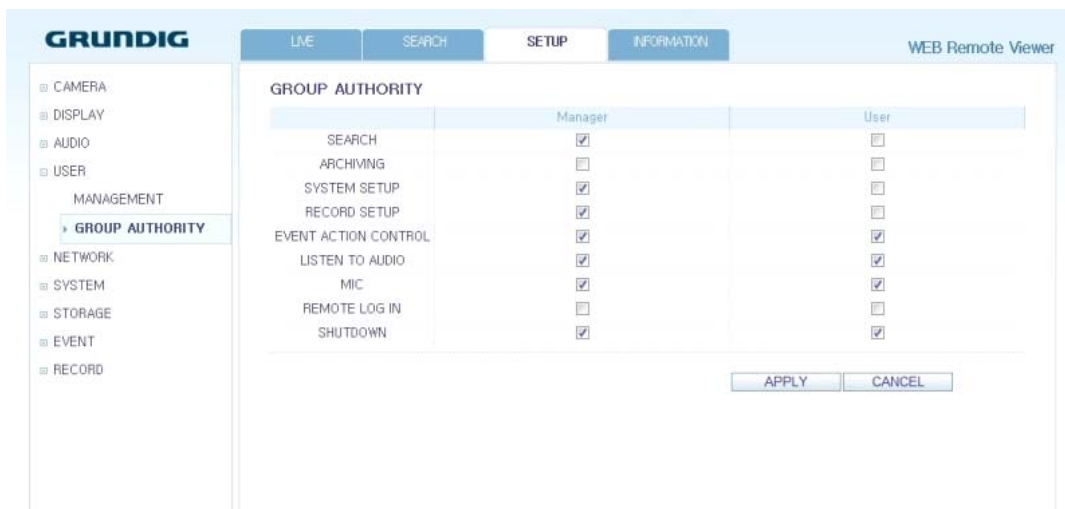 GRUNDIG
LIVE SEARCH SETUP INFORMATION
WEB Remote Viewer
CAMERA
DISPLAY
AUDIO
USER
MANAGEMENT
GROUP AUTHORITY
NETWORK
SYSTEM
STORAGE
EVENT
RECORD
GROUP AUTHORITY
Manager User
SEARCH
ARCHIVING
SYSTEM SETUP
RECORD SETUP
EVENT ACTION CONTROL
LISTEN TO AUDIO
MIC
REMOTE LOG IN
SHUTDOWN
APPLY CANCEL